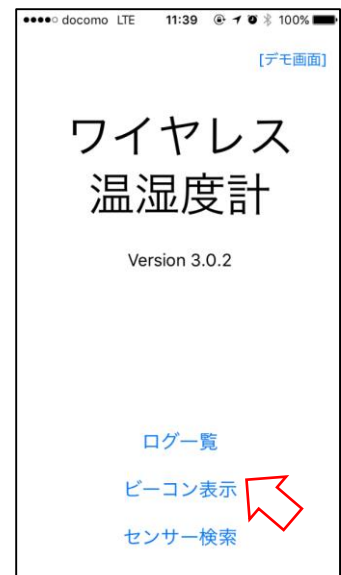 docomo LTE 11:39 100%
[デモ画面]
ワイヤレス
温湿度計
Version 3.0.2
ログ一覧
ビーコン表示
センサー検索